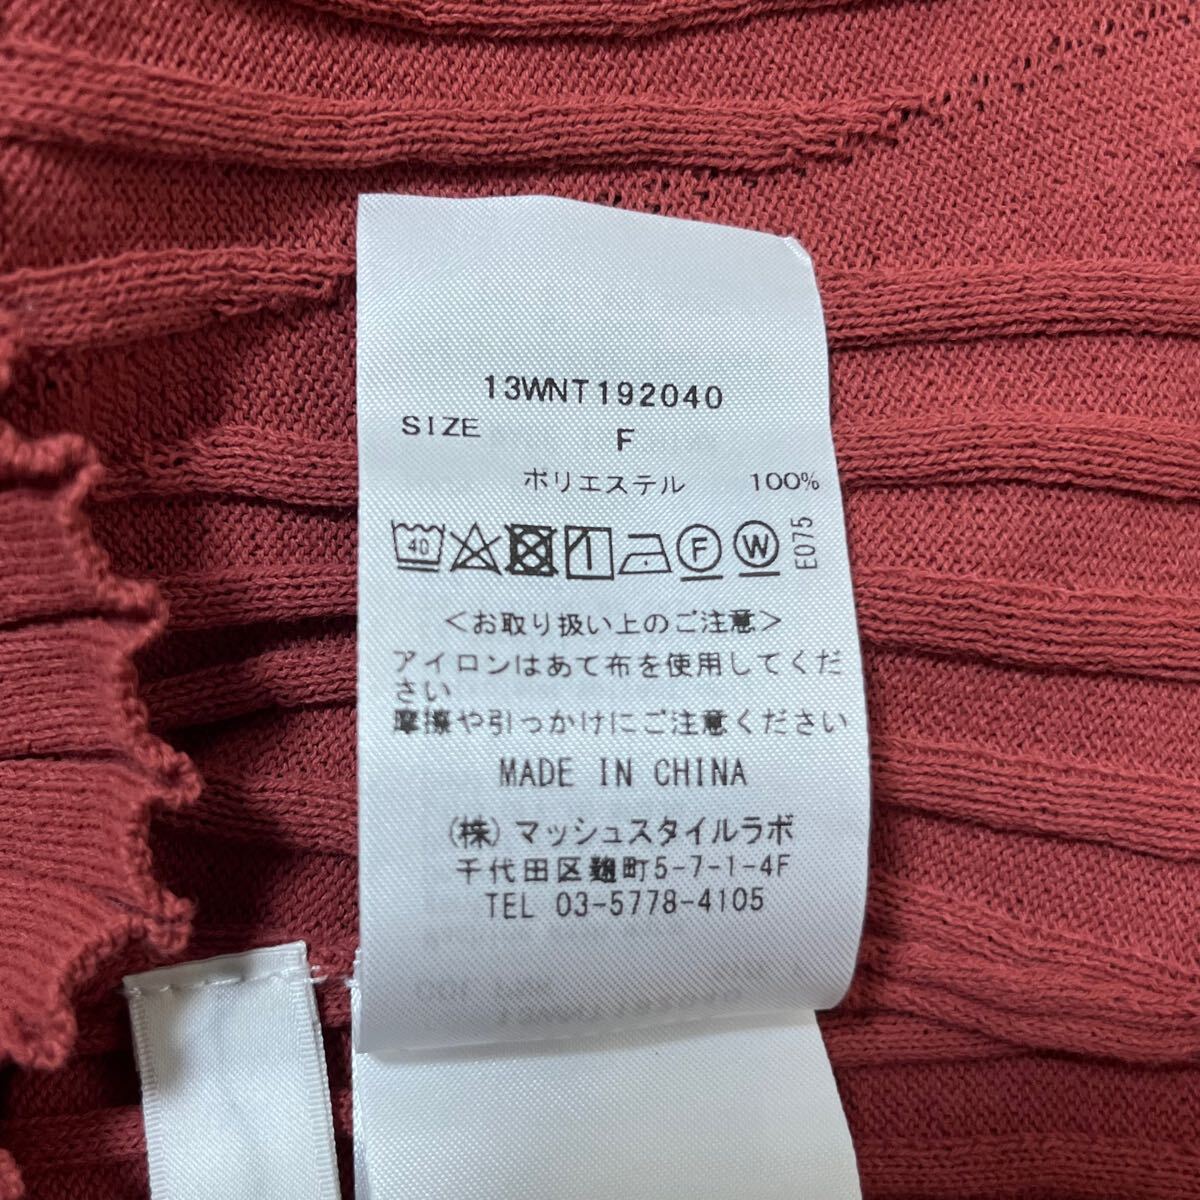 13WNT192040
SIZE F
ポリエステル 100%
40 F W E075
<お取り扱い上のご注意>
アイロンはあて布を使用してくだ
さい
摩擦や引っかけにご注意ください
MADE IN CHINA
(株)マッシュスタイルラボ
千代田区麹町5-7-1-4F
TEL 03-5778-4105